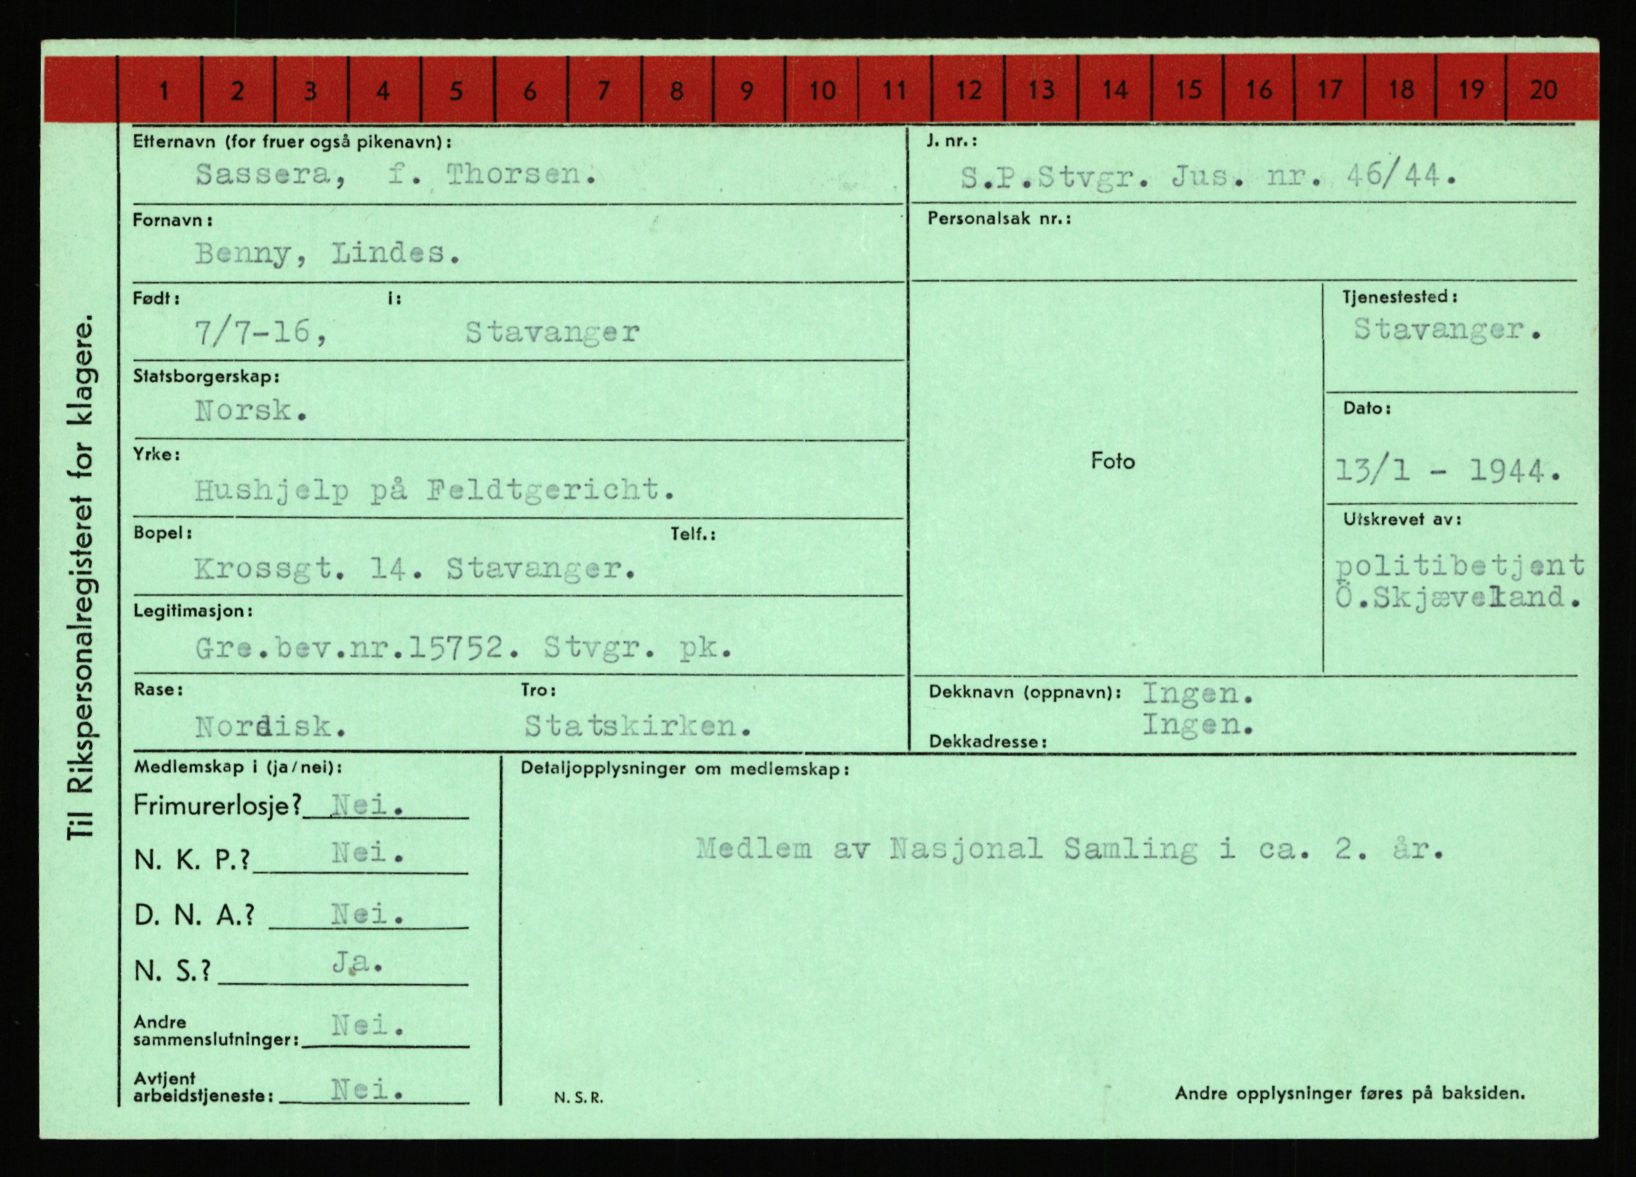 1 2 3 4 5 6 7 8 9 10 11 12 13 14 15 16 17 18 19 20
Til Rikspersonalregisteret for klagere.
Etternavn (for fruer også pikenavn):
Sassera, f. Thorsen.
Fornavn:
Benny, Lindes.
Født: i:
7/7-16, Stavanger
Statsborgerskap:
Norsk.
Yrke:
Hushjelp på Feldtgericht.
Bopel: Telf.:
Krossgt. 14. Stavanger.
Legitimasjon:
Gre.bev.nr.15752. Stvgr. pk.
Rase: Tro:
Nordisk. Statskirken.
J. nr.:
S.P.Stvgr. Jus. nr. 46/44.
Personalsak nr.:
Foto
Tjenestested:
Stavanger.
Dato:
13/1 - 1944.
Utskrevet av:
politibetjent
Ö.Skjæveland.
Dekknavn (oppnavn): Ingen.
Dekkadresse: Ingen.
Medlemskap i (ja/nei):
Frimurerlosje? Nei.
N. K. P.? Nei.
D. N. A.? Nei.
N. S.? Ja.
Andre
sammenslutninger: Nei.
Avtjent
arbeidstjeneste: Nei.
Detaljopplysninger om medlemskap:
Medlem av Nasjonal Samling i ca. 2. år.
N. S. R.
Andre opplysninger føres på baksiden.